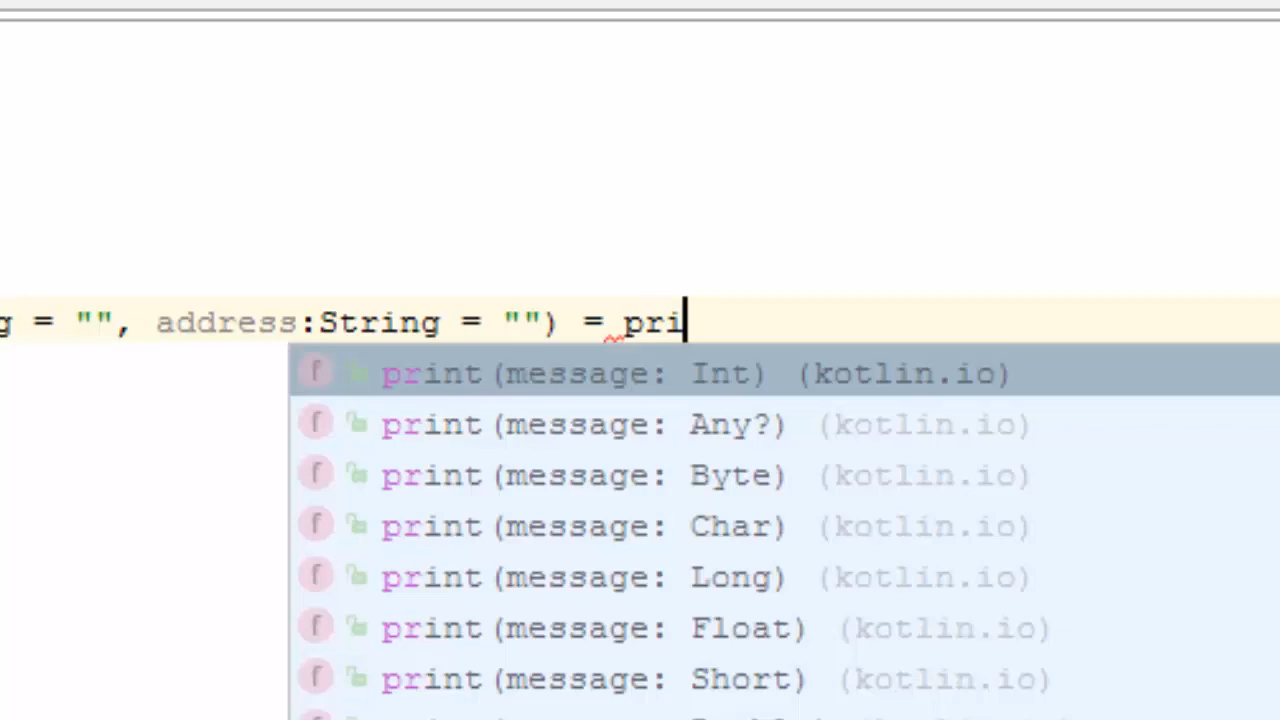 g = "", address:String = "") = pri
f print(message: Int) (kotlin.io)
f print(message: Any?) (kotlin.io)
f print(message: Byte) (kotlin.io)
f print(message: Char) (kotlin.io)
f print(message: Long) (kotlin.io)
f print(message: Float) (kotlin.io)
f print(message: Short) (kotlin.io)